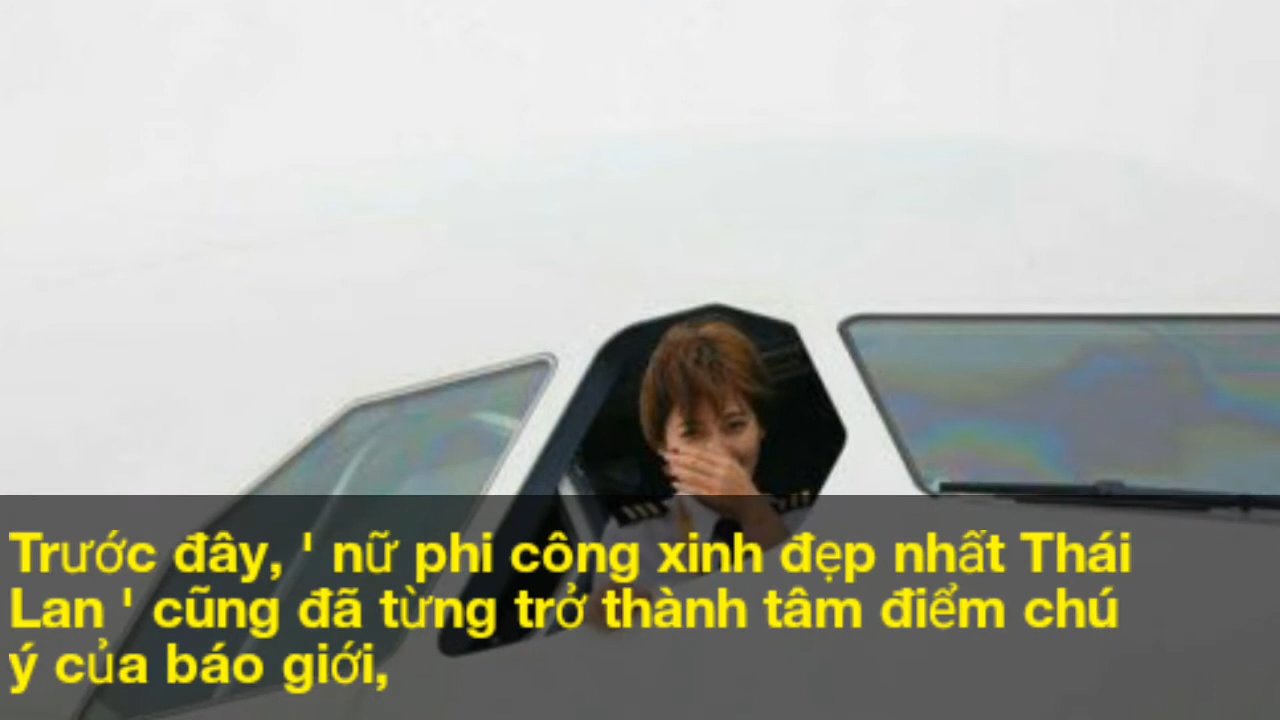 Trước đây, ' nữ phi công xinh đẹp nhất Thái
Lan ' cũng đã từng trở thành tâm điểm chú
ý của báo giới,